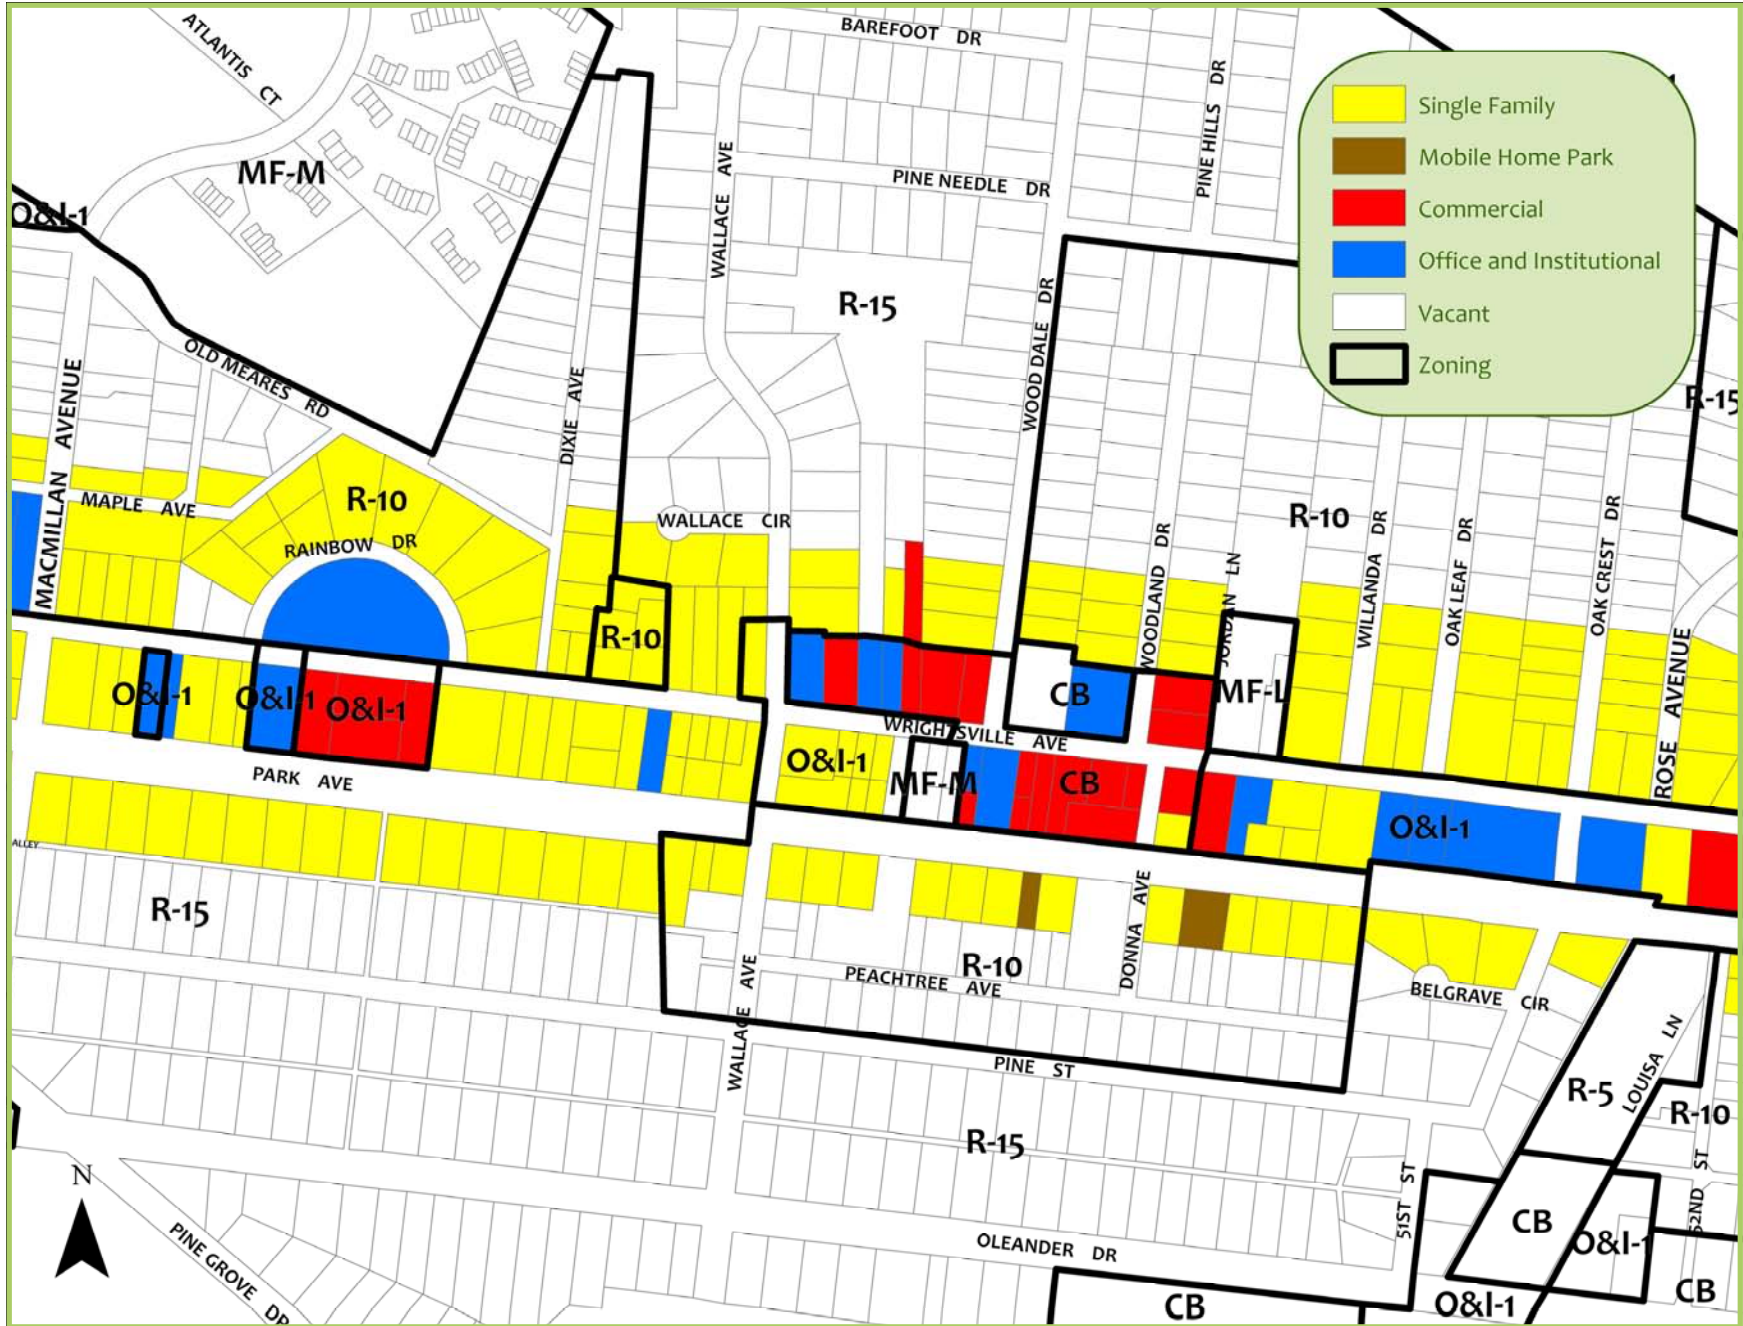 BAREFOOT DR
ATLANTIS CT
PINE HILLS DR
Single Family
Mobile Home Park
Commercial
Office and Institutional
Vacant
Zoning
MF-M
WALLACE AVE
PINE NEEDLE DR
O&I-1
R-15
WOOD DALE DR
OLD MEARES RD
DIXIE AVE
R-15
MACMILLAN AVENUE
MAPLE AVE
R-10
RAINBOW DR
WALLACE CIR
WOODLAND DR
JORDAN LN
R-10
WILLANDA DR
OAK LEAF DR
OAK CREST DR
ROSE AVENUE
R-10
O&I-1
O&I-1
O&I-1
CB
MF-L
WRIGHTSVILLE AVE
PARK AVE
O&I-1
MF-M
CB
O&I-1
ALLEY
R-15
WALLACE AVE
R-10
PEACHTREE AVE
DONNA AVE
BELGRAVE CIR
PINE ST
R-5
LOUISA LN
R-10
R-15
51ST ST
52ND ST
N
PINE GROVE DR
OLEANDER DR
CB
O&I-1
CB
O&I-1
CB